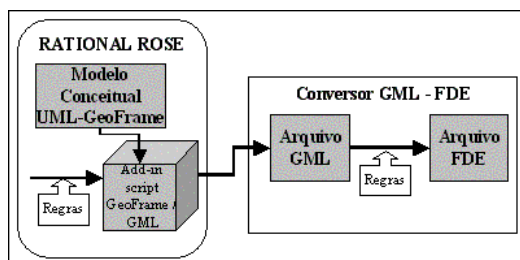 RATIONAL ROSE
Modelo
Conceitual
UML-GeoFrame
Add-in
script
GeoFrame /
GML
Regras
Conversor GML - FDE
Arquivo
GML
Regras
Arquivo
FDE